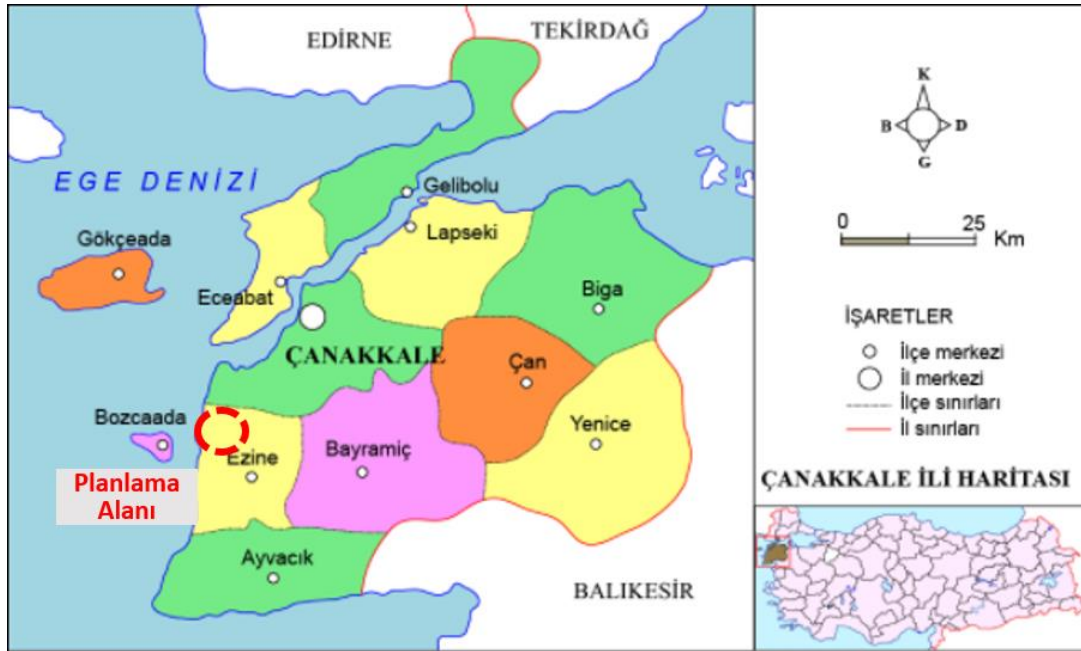 EDİRNE
TEKİRDAĞ
K
B
D
G
EGE DENİZİ
Gelibolu
Lapseki
Gökçeada
Eceabat
Biga
0
25
Km
ÇANAKKALE
Çan
İŞARETLER
İlçe merkezi
İl merkezi
İlçe sınırları
İl sınırları
Bozcaada
Ezine
Bayramiç
Yenice
Planlama
Alanı
ÇANAKKALE İLİ HARİTASI
Ayvacık
BALIKESİR